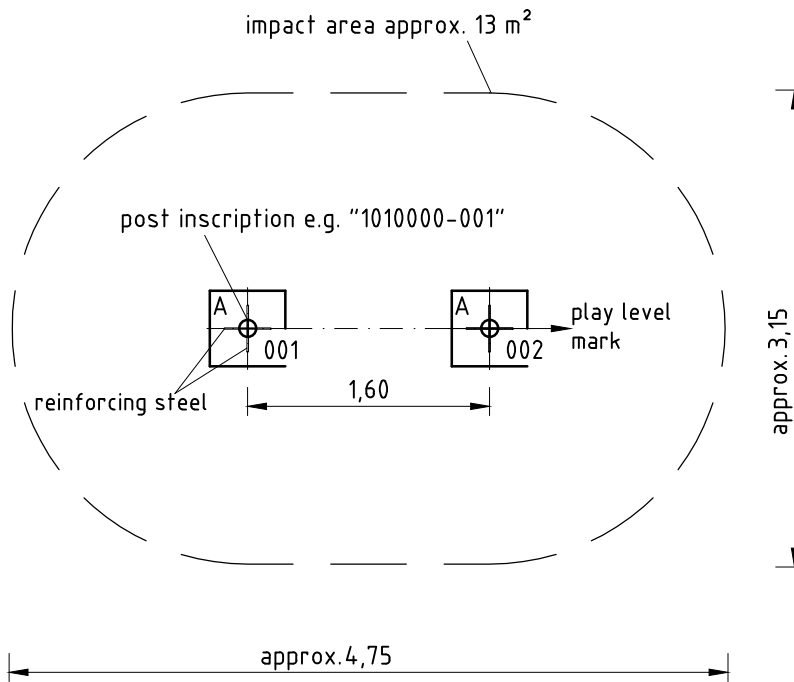 impact area approx. 13 m²
post inscription e.g. "1010000-001"
A
A
play level
mark
001
002
reinforcing steel
1,60
approx. 3,15
approx. 4,75